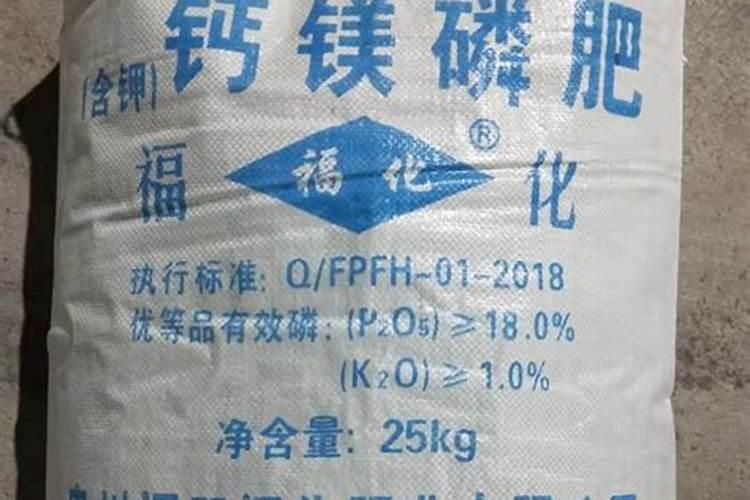 钙镁磷肥
(含钾)
福 福化® 化
执行标准: Q/FPFH-01-2018
优等品有效磷: (P₂O₅) ≥18.0%
(K₂O) ≥1.0%
净含量: 25kg